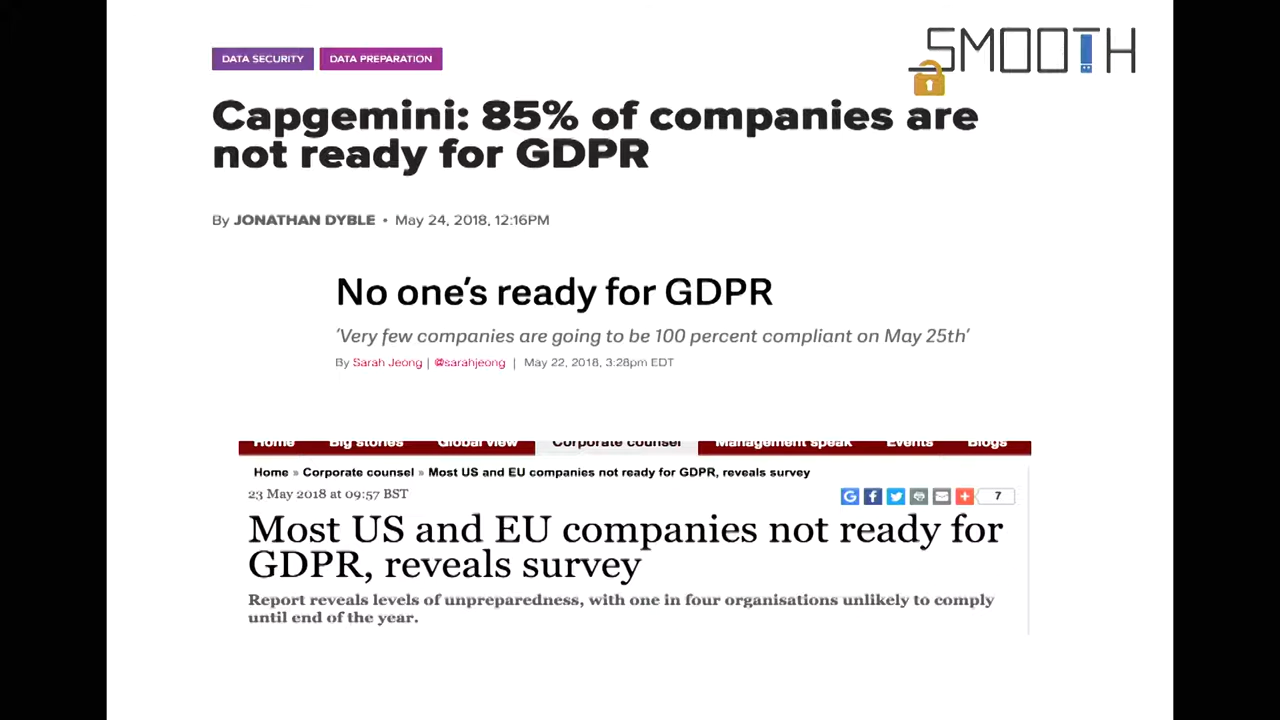 SMOOTH
DATA SECURITY DATA PREPARATION
Capgemini: 85% of companies are
not ready for GDPR
By JONATHAN DYBLE • May 24, 2018, 12:16PM
No one's ready for GDPR
'Very few companies are going to be 100 percent compliant on May 25th'
By Sarah Jeong | @sarahjeong | May 22, 2018, 3:28pm EDT
Home Big stories Global view Corporate counsel Management speak Events Blogs
Home » Corporate counsel » Most US and EU companies not ready for GDPR, reveals survey
23 May 2018 at 09:57 BST
7
Most US and EU companies not ready for
GDPR, reveals survey
Report reveals levels of unpreparedness, with one in four organisations unlikely to comply
until end of the year.